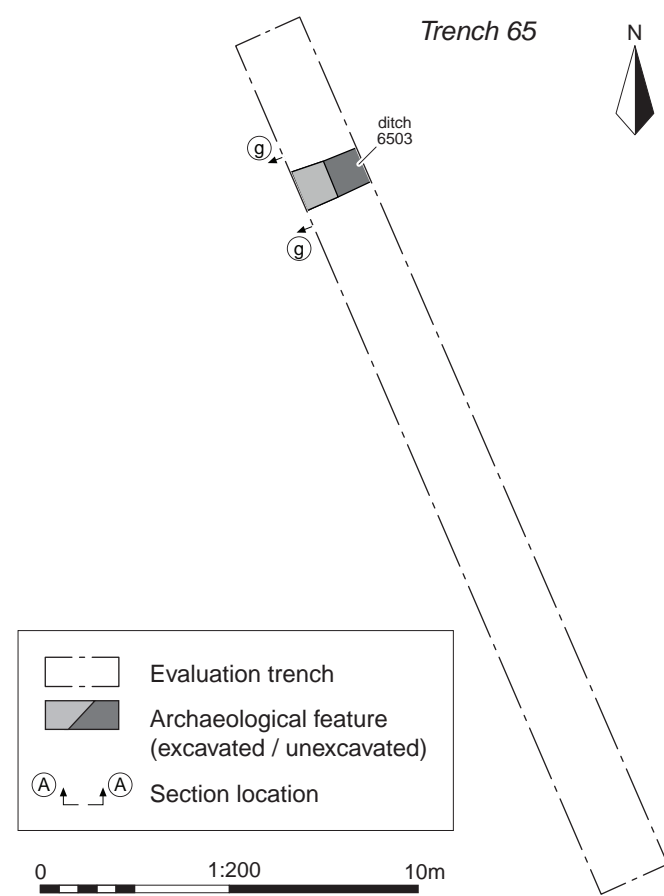 Trench 65
N
ditch
6503
g
g
Evaluation trench
Archaeological feature
(excavated / unexcavated)
A A Section location
0 1:200 10m